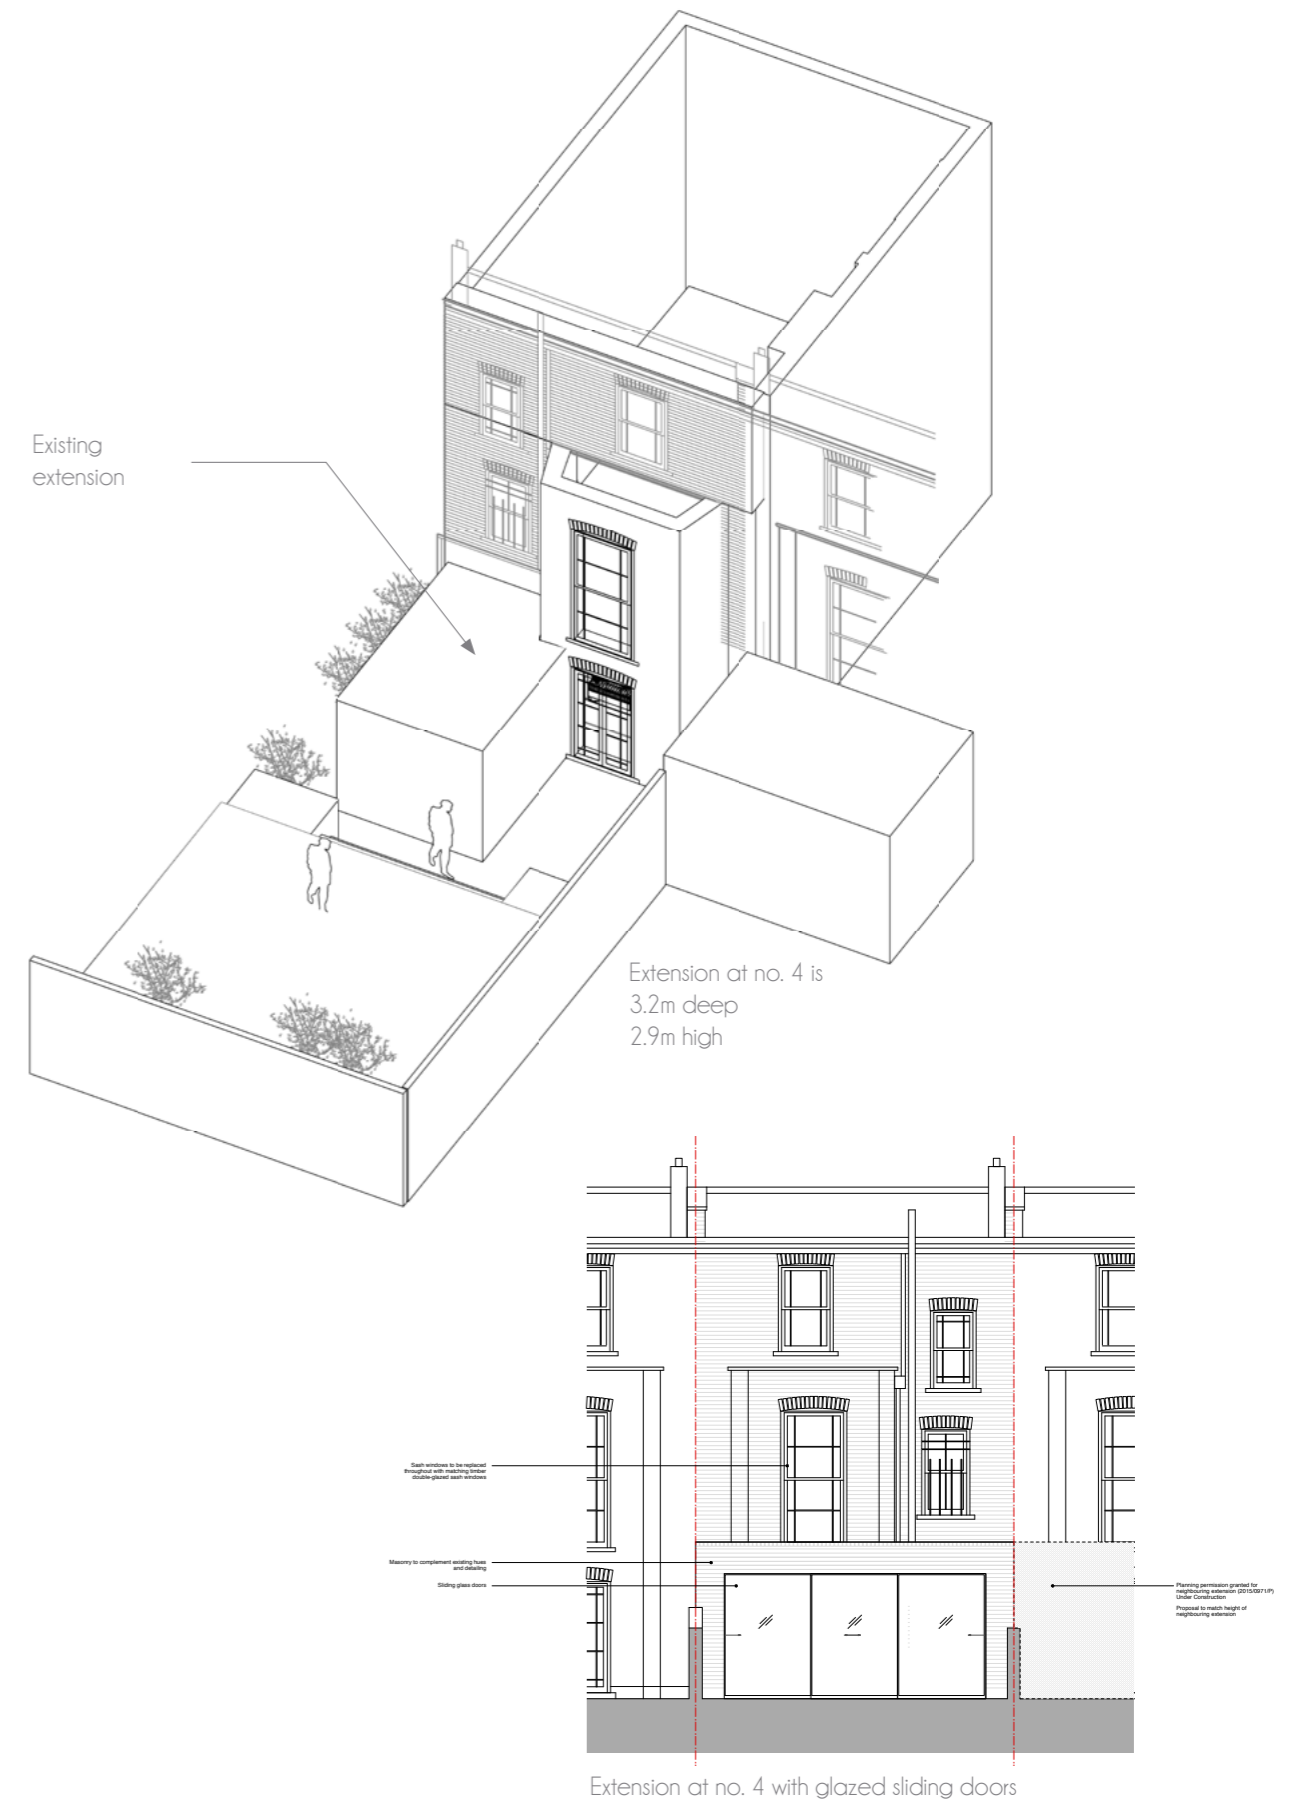 Existing
extension
Extension at no. 4 is
3.2m deep
2.9m high
Sash windows to be replaced
throughout with matching timber
double-glazed sash windows
Masonry to complement existing hues
and detailing
Sliding glass doors
Planning permission granted for
neighbouring extension (2015/0971/P)
Under Construction
Proposal to match height of
neighbouring extension
Extension at no. 4 with glazed sliding doors